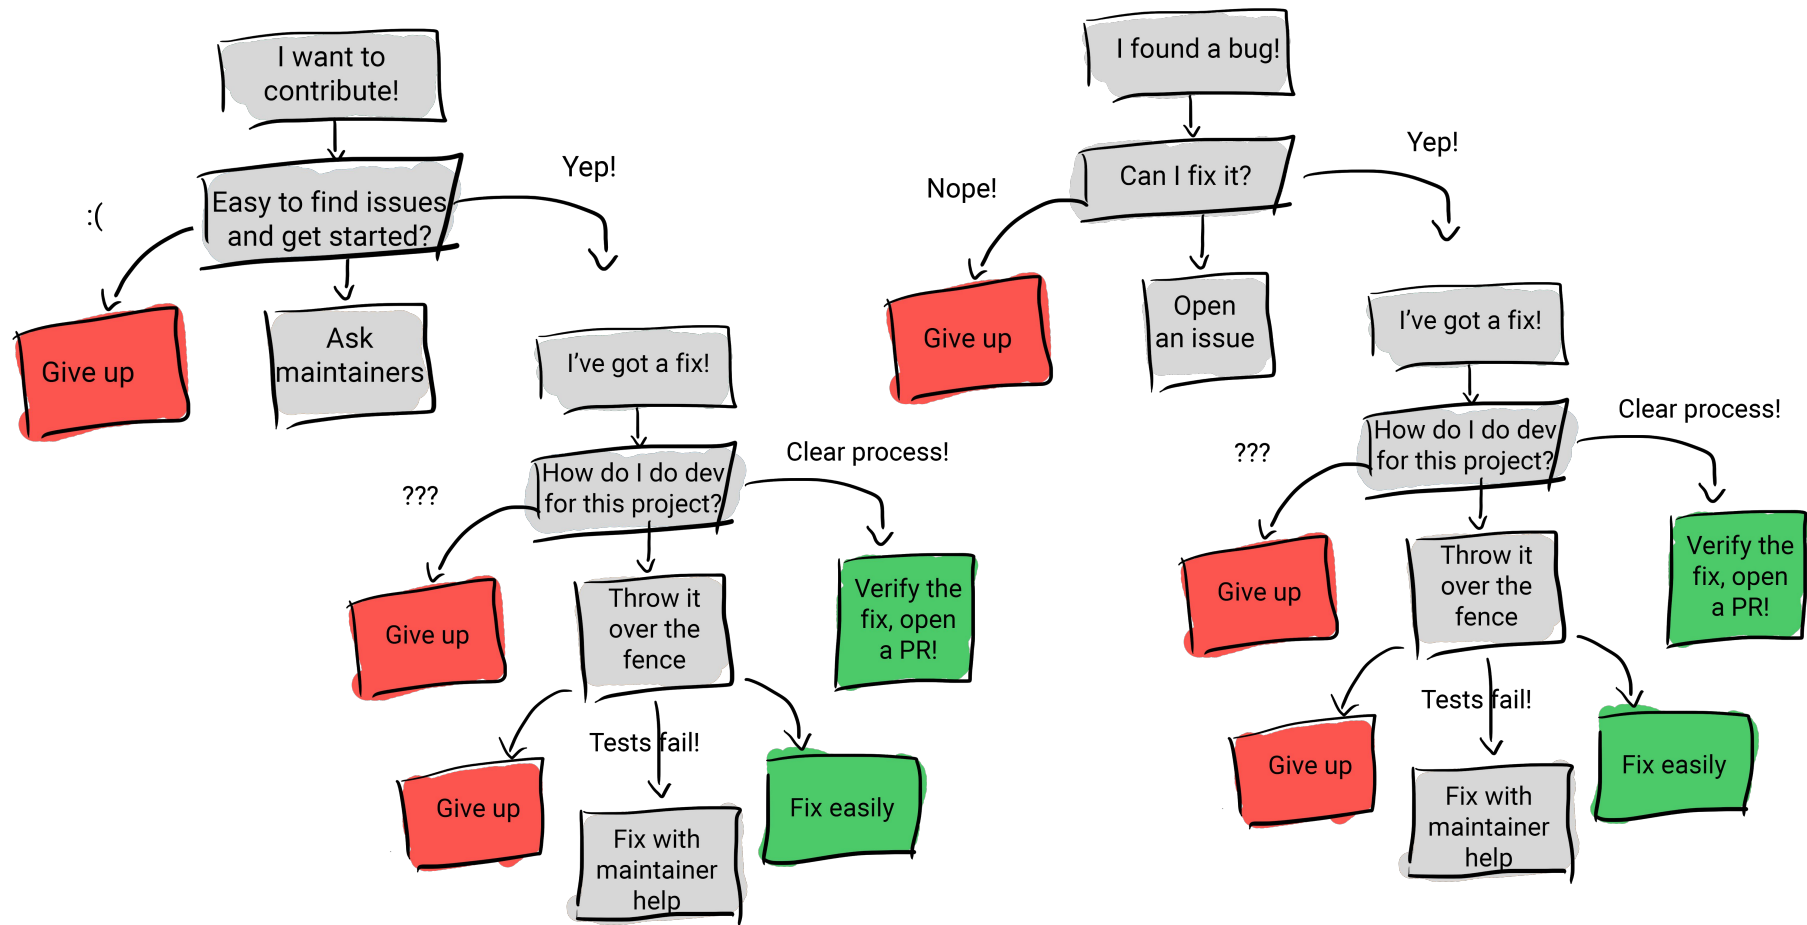 I want to
contribute!
Easy to find issues
and get started?
:(
Yep!
Give up
Ask
maintainers
I've got a fix!
How do I do dev
for this project?
???
Clear process!
Give up
Throw it
over the
fence
Verify the
fix, open
a PR!
Tests fail!
Give up
Fix with
maintainer
help
Fix easily
I found a bug!
Can I fix it?
Nope!
Yep!
Give up
Open
an issue
I've got a fix!
How do I do dev
for this project?
???
Clear process!
Give up
Throw it
over the
fence
Verify the
fix, open
a PR!
Tests fail!
Give up
Fix with
maintainer
help
Fix easily